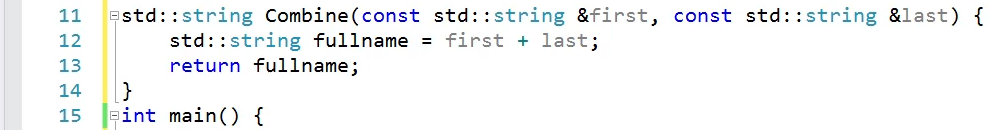 11 std::string Combine(const std::string &first, const std::string &last) {
12     std::string fullname = first + last;
13     return fullname;
14 }
15 int main() {